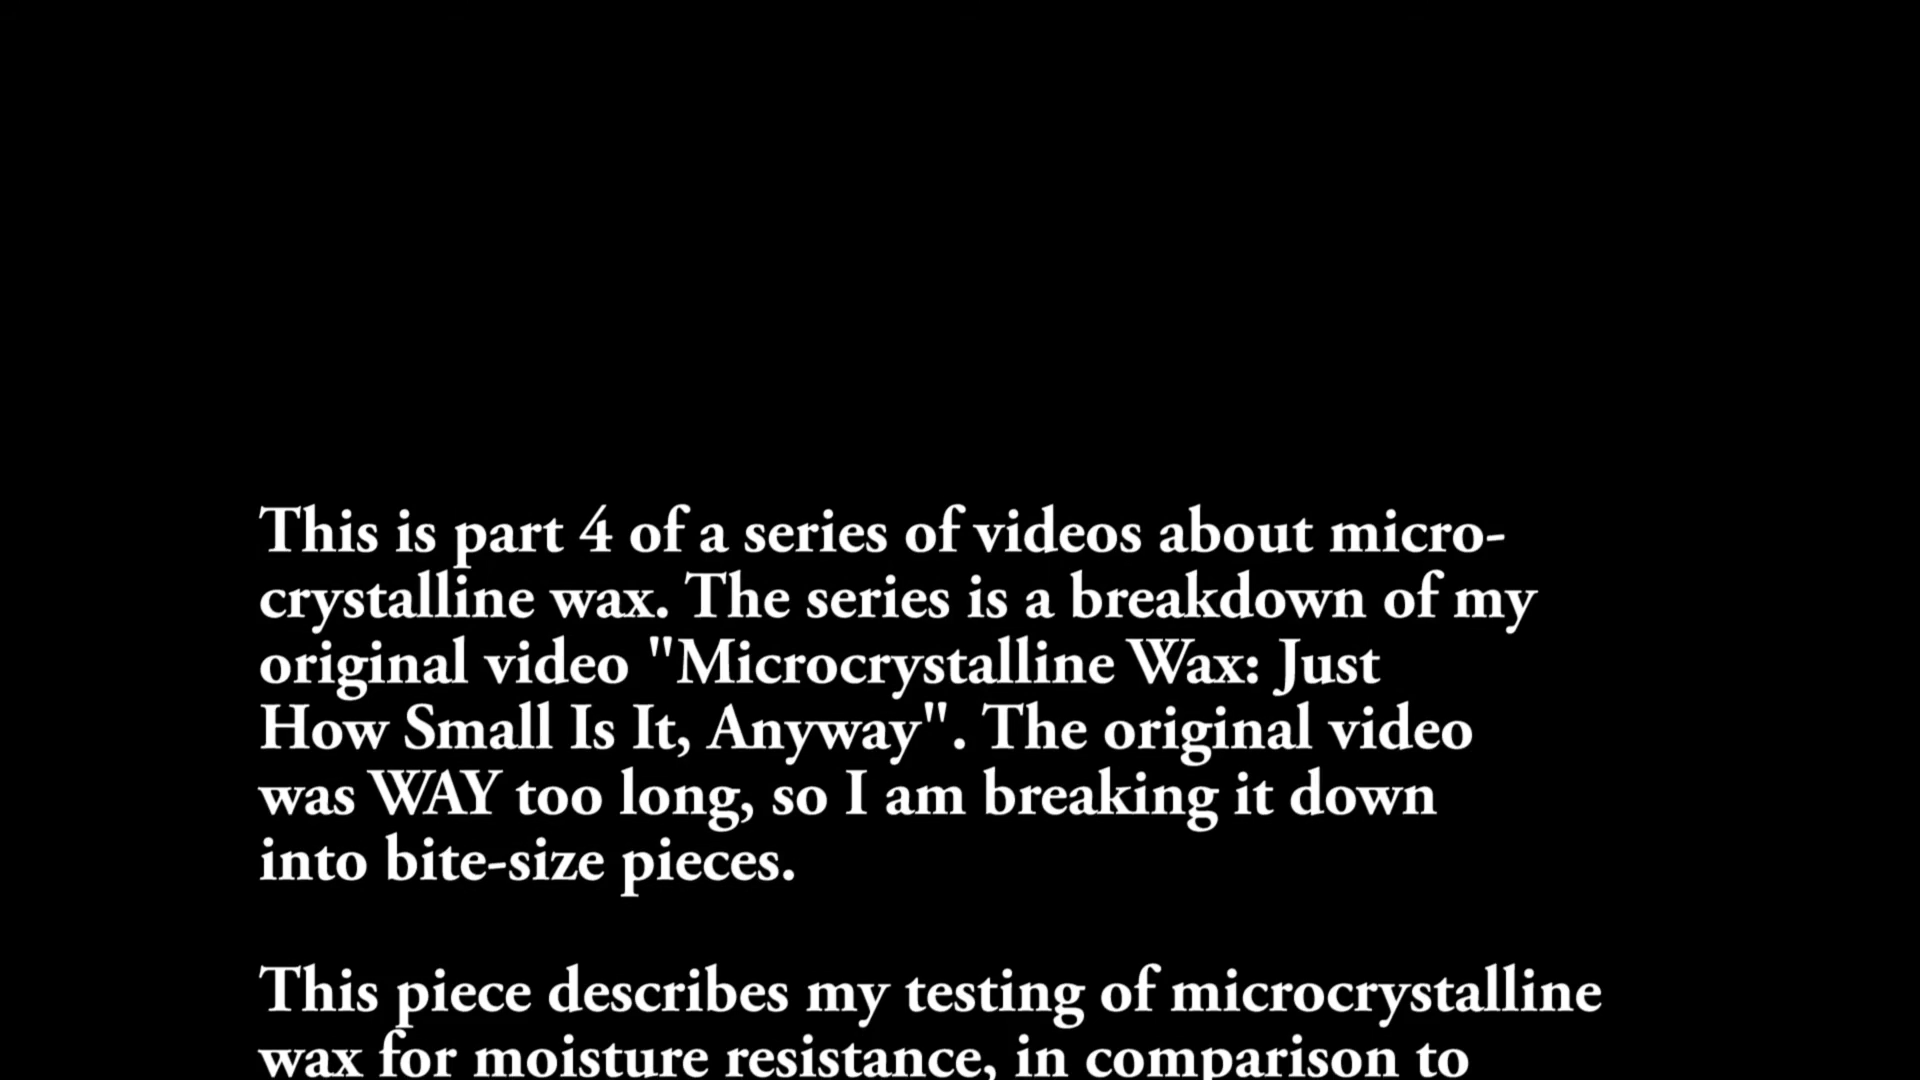 This is part 4 of a series of videos about micro-
crystalline wax. The series is a breakdown of my
original video "Microcrystalline Wax: Just
How Small Is It, Anyway". The original video
was WAY too long, so I am breaking it down
into bite-size pieces.
This piece describes my testing of microcrystalline
wax for moisture resistance, in comparison to